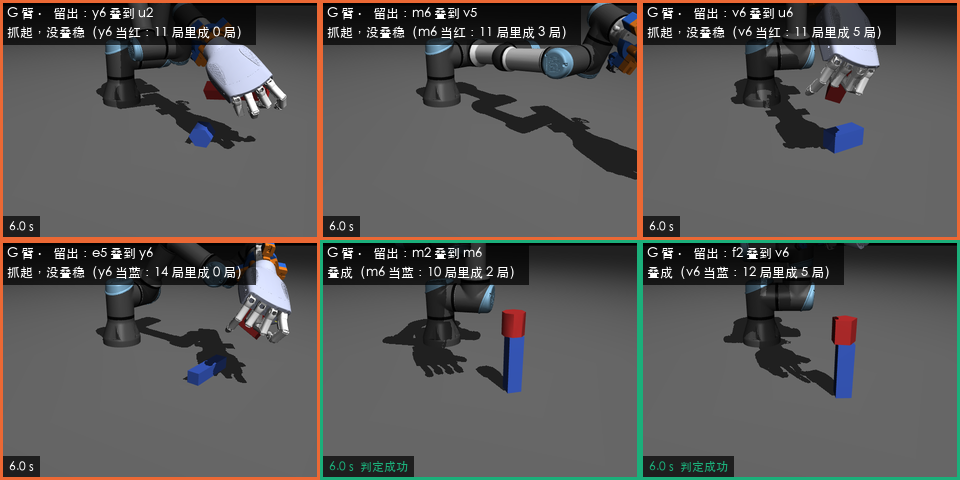 G 臂 · 留出：y6 叠到 u2
抓起，没叠稳（y6 当红：11 局里成 0 局）
6.0 s
G 臂 · 留出：m6 叠到 v5
抓起，没叠稳（m6 当红：11 局里成 3 局）
6.0 s
G 臂 · 留出：v6 叠到 u6
抓起，没叠稳（v6 当红：11 局里成 5 局）
6.0 s
G 臂 · 留出：e5 叠到 y6
抓起，没叠稳（y6 当蓝：14 局里成 0 局）
6.0 s
G 臂 · 留出：m2 叠到 m6
叠成（m6 当蓝：10 局里成 2 局）
6.0 s 判定成功
G 臂 · 留出：f2 叠到 v6
叠成（v6 当蓝：12 局里成 5 局）
6.0 s 判定成功